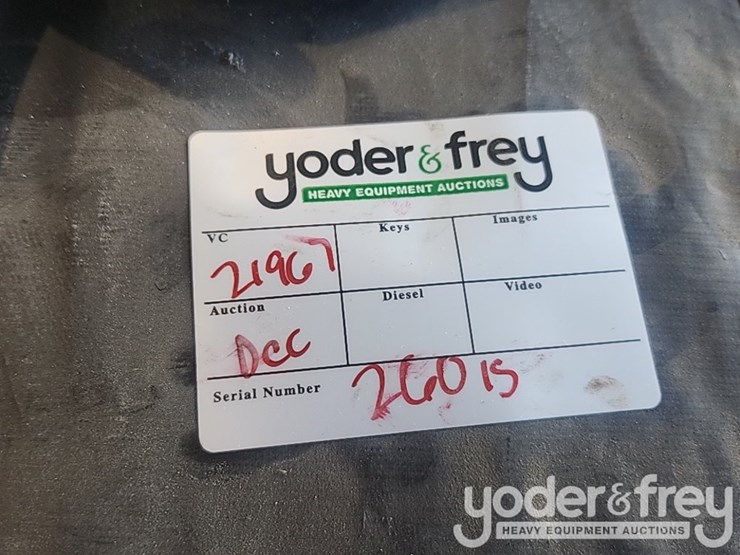 yoder & frey
HEAVY EQUIPMENT AUCTIONS
VC Keys Images
21967
Auction Diesel Video
Dcc
Serial Number 26015
yoder & frey
HEAVY EQUIPMENT AUCTIONS